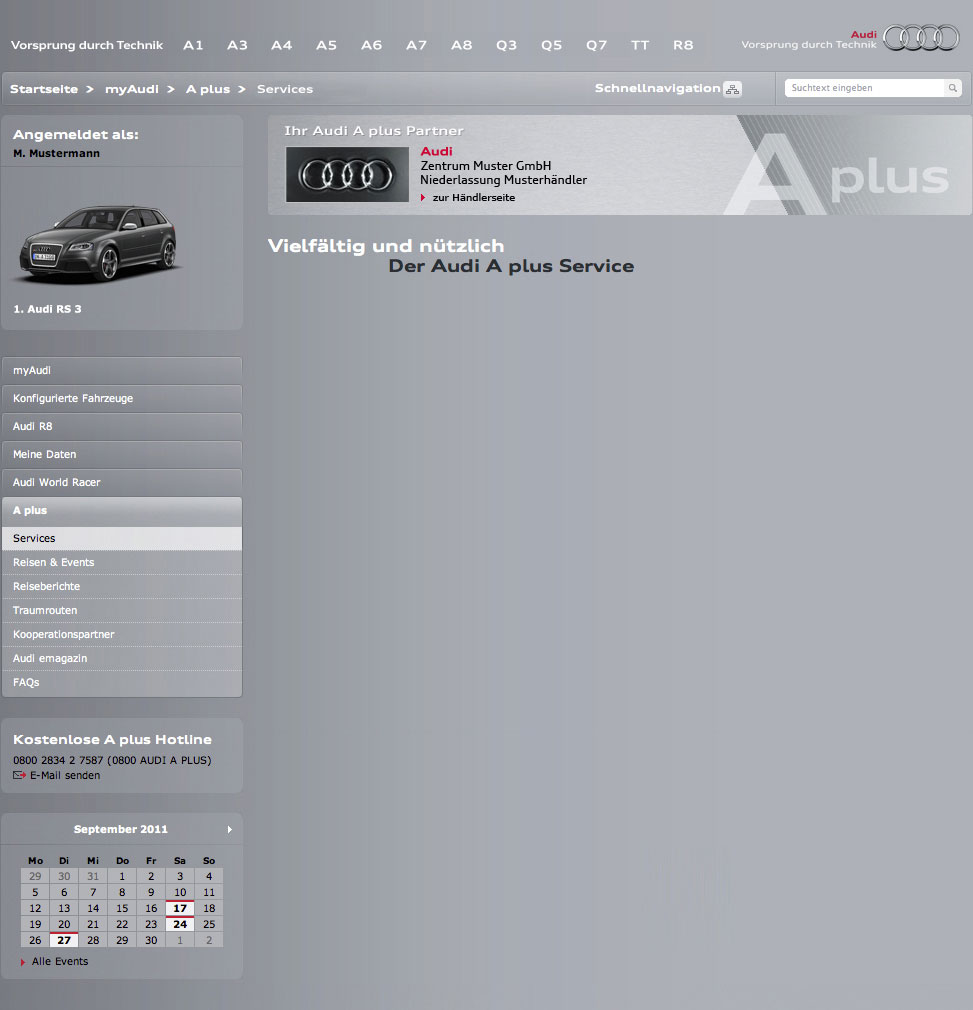 Vorsprung durch Technik A1 A3 A4 A5 A6 A7 A8 Q3 Q5 Q7 TT R8
Audi
Vorsprung durch Technik
Startseite > myAudi > A plus > Services
Schnellnavigation
Suchtext eingeben
Angemeldet als:
M. Mustermann
1. Audi RS 3
Ihr Audi A plus Partner
Audi
Zentrum Muster GmbH
Niederlassung Musterhändler
zur Händlerseite
A plus
Vielfältig und nützlich
Der Audi A plus Service
myAudi
Konfigurierte Fahrzeuge
Audi R8
Meine Daten
Audi World Racer
A plus
Services
Reisen & Events
Reiseberichte
Traumrouten
Kooperationspartner
Audi emagazin
FAQs
Kostenlose A plus Hotline
0800 2834 2 7587 (0800 AUDI A PLUS)
E-Mail senden
September 2011
Mo Di Mi Do Fr Sa So
29 30 31 1 2 3 4
5 6 7 8 9 10 11
12 13 14 15 16 17 18
19 20 21 22 23 24 25
26 27 28 29 30 1 2
Alle Events